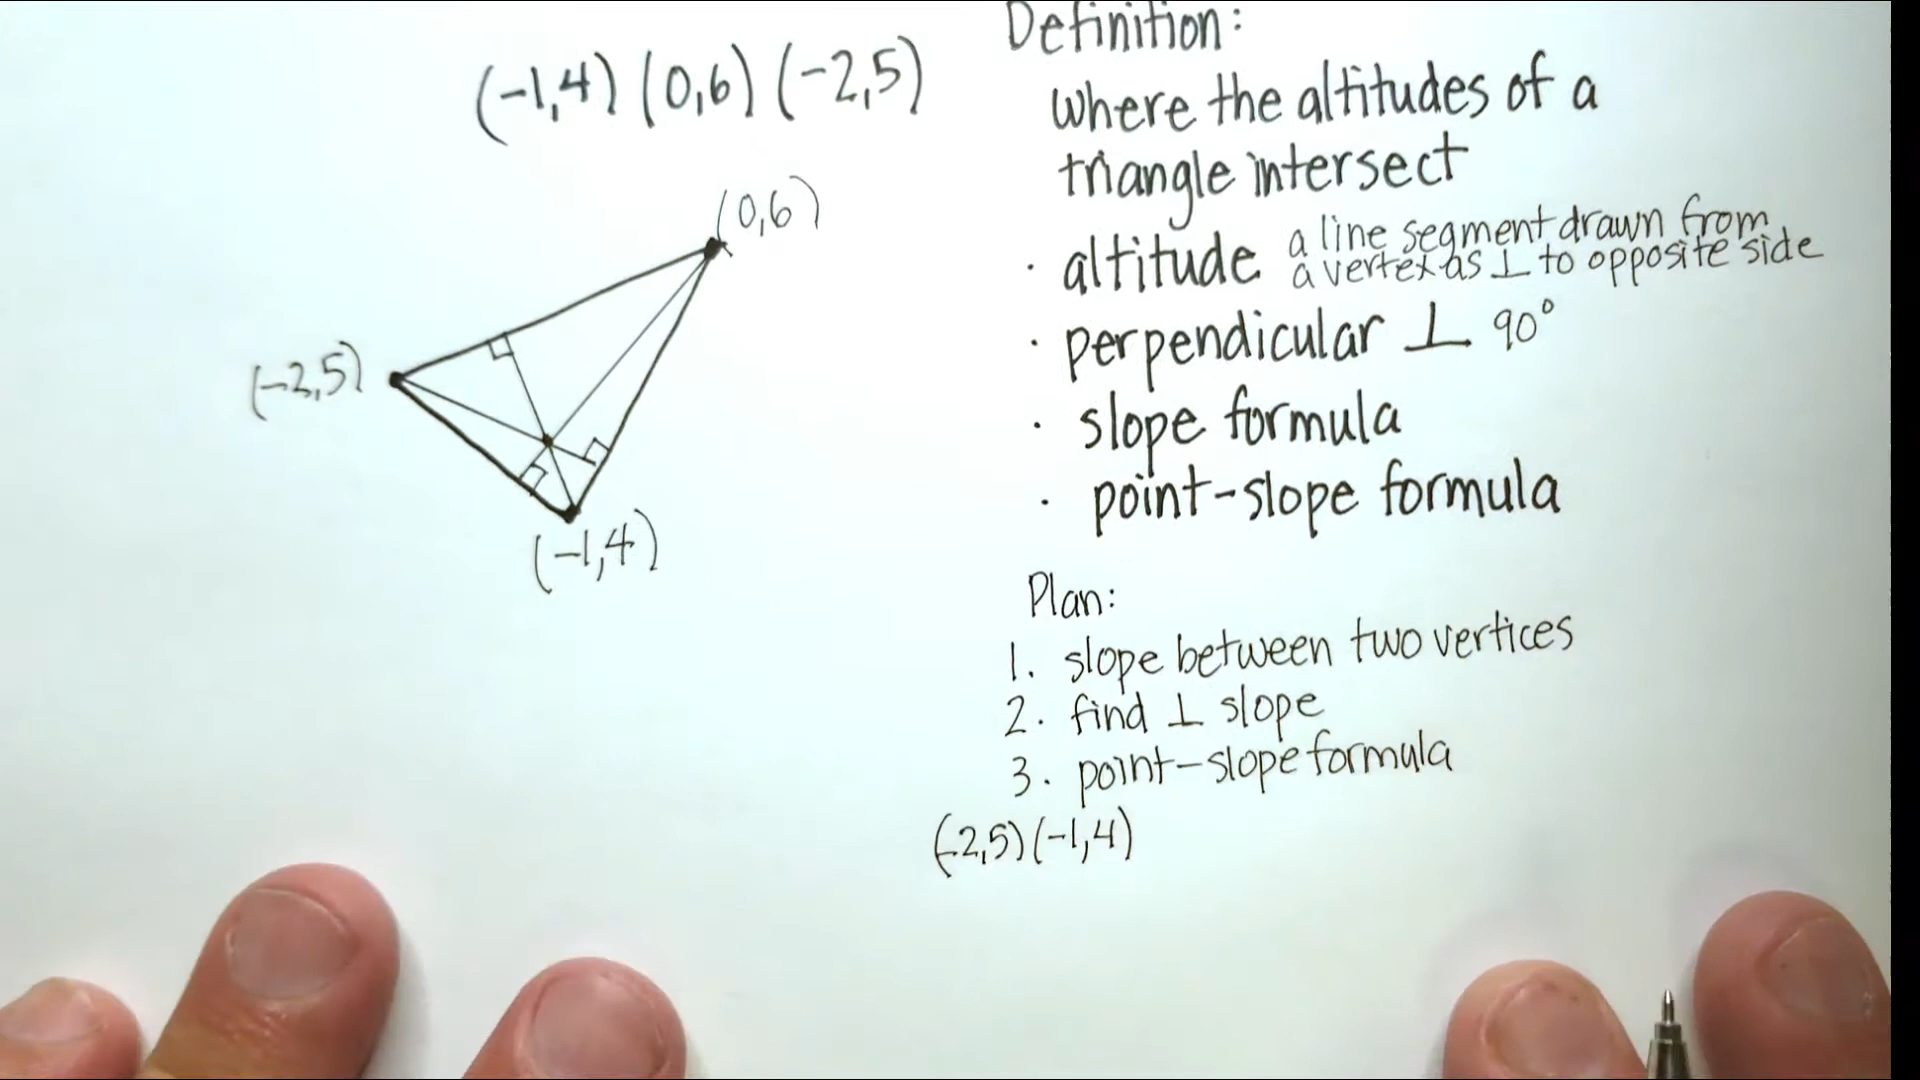 (-1,4) (0,6) (-2,5)
(0,6)
(-2,5)
(-1,4)
Definition:
where the altitudes of a
triangle intersect
· altitude a line segment drawn from
a vertex as ⊥ to opposite side
· perpendicular ⊥ 90°
· slope formula
· point-slope formula
Plan:
1. slope between two vertices
2. find ⊥ slope
3. point-slope formula
(-2,5)(-1,4)